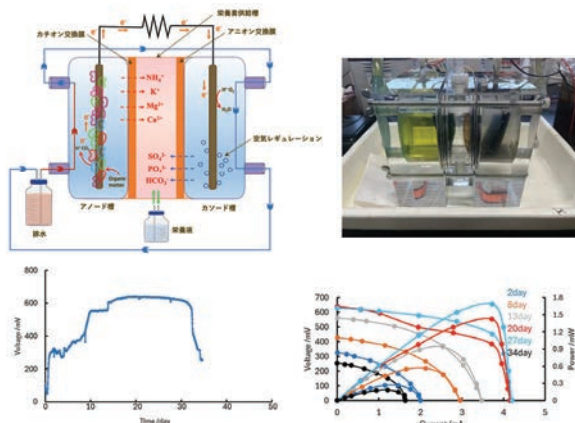 e⁻
e⁻
栄養素供給槽
カチオン交換膜
アニオン交換膜
NH₄⁺
K⁺
Mg²⁺
Ca²⁺
SO₄²⁻
PO₄³⁻
HCO₃⁻
空気レギュレーション
Organic
matter
アノード槽
カソード槽
排水
栄養液
Voltage /mV
800
600
400
200
0
0
10
20
30
40
50
Time /day
Voltage /mV
700
600
500
400
300
200
100
0
2day
8day
13day
20day
27day
34day
1.8
1.5
1.2
0.9
0.6
0.3
0
Power /mW
0
1
2
3
4
5